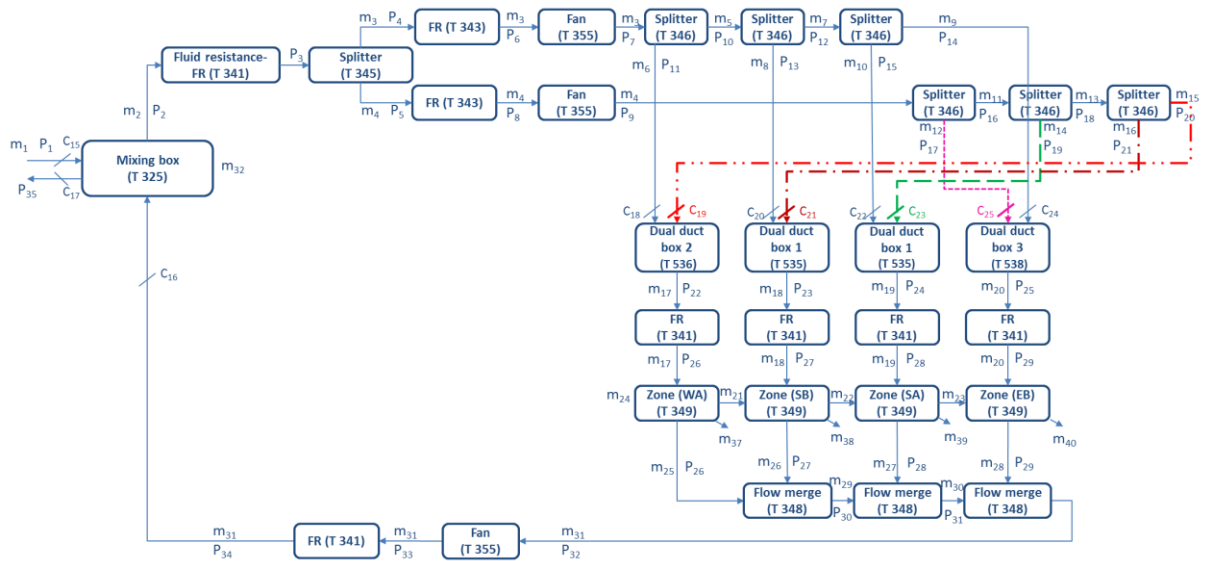 m3 P4 FR (T 343) m3 P6 Fan (T 355) m3 P7 Splitter (T 346) m5 P10 Splitter (T 346) m7 P12 Splitter (T 346) m9 P14
Fluid resistance-
FR (T 341)
P3
Splitter
(T 345)
m6 P11
m8 P13
m10 P15
m2 P2
m4 P5
FR (T 343)
m4
P8
Fan
(T 355)
m4
P9
Splitter
(T 346)
m11
P16
Splitter
(T 346)
m13
P18
Splitter
(T 346)
m15
P20
m12
P17
m14
P19
m16
P21
m1 P1 C15
Mixing box
(T 325)
m32
P35 C17
C18 C19 C20 C21 C22 C23 C25 C24
Dual duct
box 2
(T 536)
Dual duct
box 1
(T 535)
Dual duct
box 1
(T 535)
Dual duct
box 3
(T 538)
C16
m17 P22
m18 P23
m19 P24
m20 P25
FR
(T 341)
FR
(T 341)
FR
(T 341)
FR
(T 341)
m17 P26
m18 P27
m19 P28
m20 P29
m24
Zone (WA)
(T 349)
m21
Zone (SB)
(T 349)
m22
Zone (SA)
(T 349)
m23
Zone (EB)
(T 349)
m37
m38
m39
m40
m25 P26
m26 P27
m27 P28
m28 P29
Flow merge
(T 348)
m29
P30
Flow merge
(T 348)
m30
P31
Flow merge
(T 348)
m31
P34
FR (T 341)
m31
P33
Fan
(T 355)
m31
P32